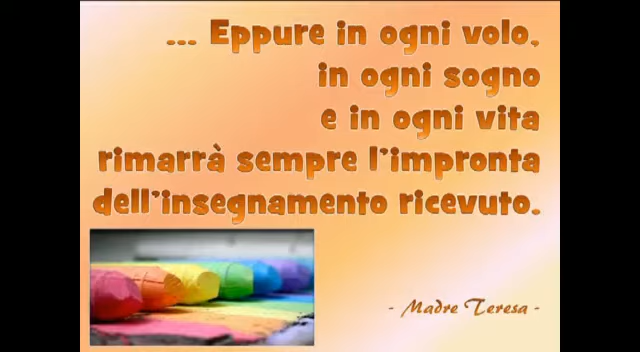 ... Eppure in ogni volo,
in ogni sogno
e in ogni vita
rimarrà sempre l'impronta
dell'insegnamento ricevuto.
- Madre Teresa -